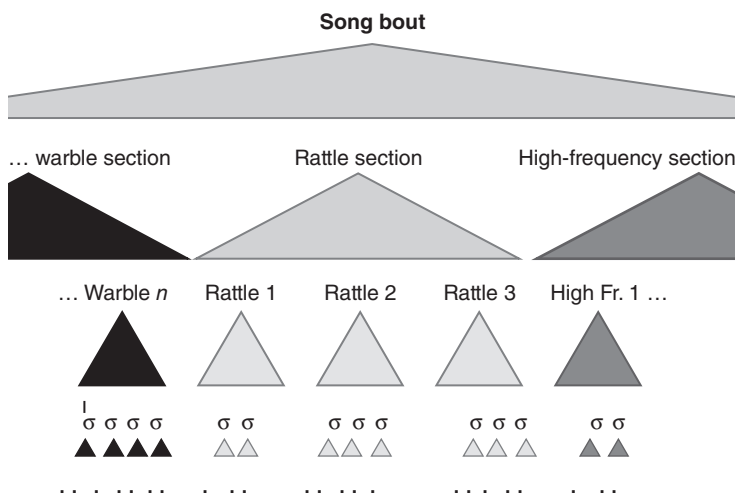 Song bout
… warble section Rattle section High-frequency section
… Warble n Rattle 1 Rattle 2 Rattle 3 High Fr. 1 …
σ σ σ σ σ σ σ σ σ σ σ σ σ σ